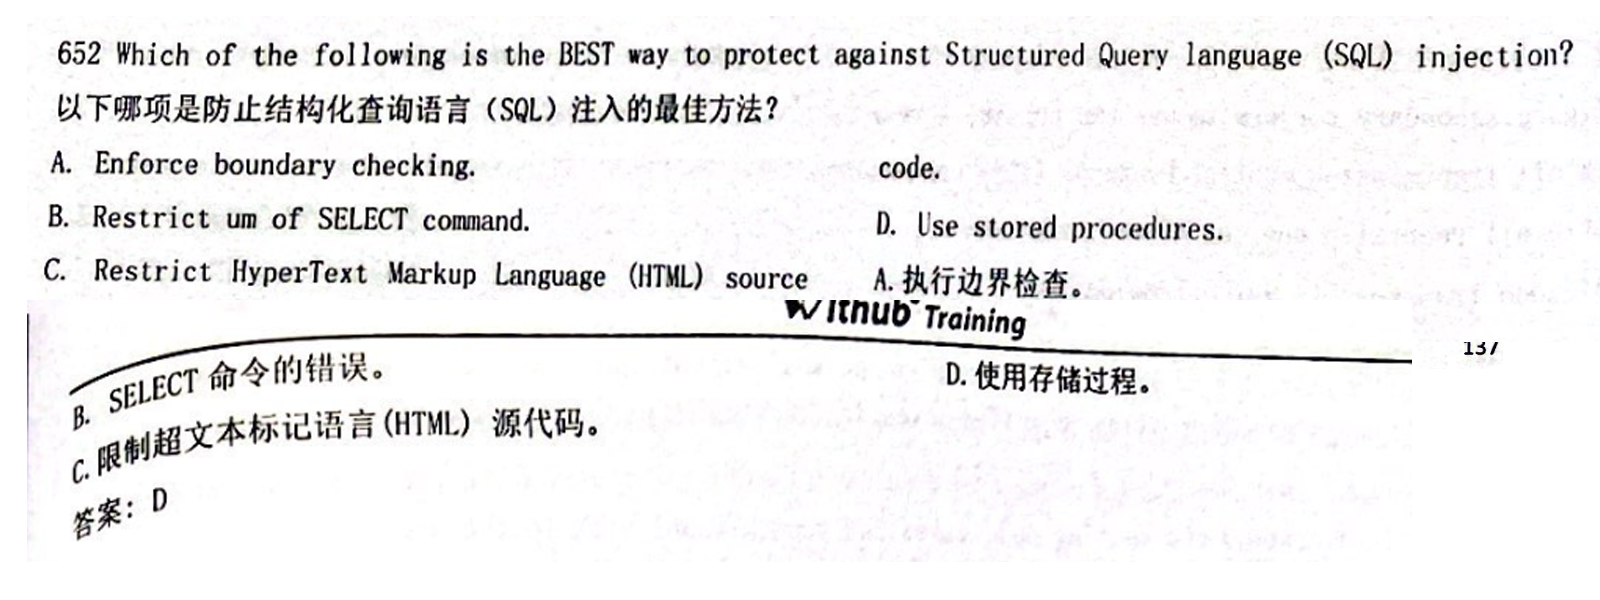 652 Which of the following is the BEST way to protect against Structured Query language (SQL) injection?
以下哪项是防止结构化查询语言（SQL）注入的最佳方法？
A. Enforce boundary checking.
B. Restrict um of SELECT command.
C. Restrict HyperText Markup Language (HTML) source
code.
D. Use stored procedures.
A. 执行边界检查。
Withub Training
137
B. SELECT 命令的错误。
C. 限制超文本标记语言(HTML) 源代码。
D. 使用存储过程。
答案：D